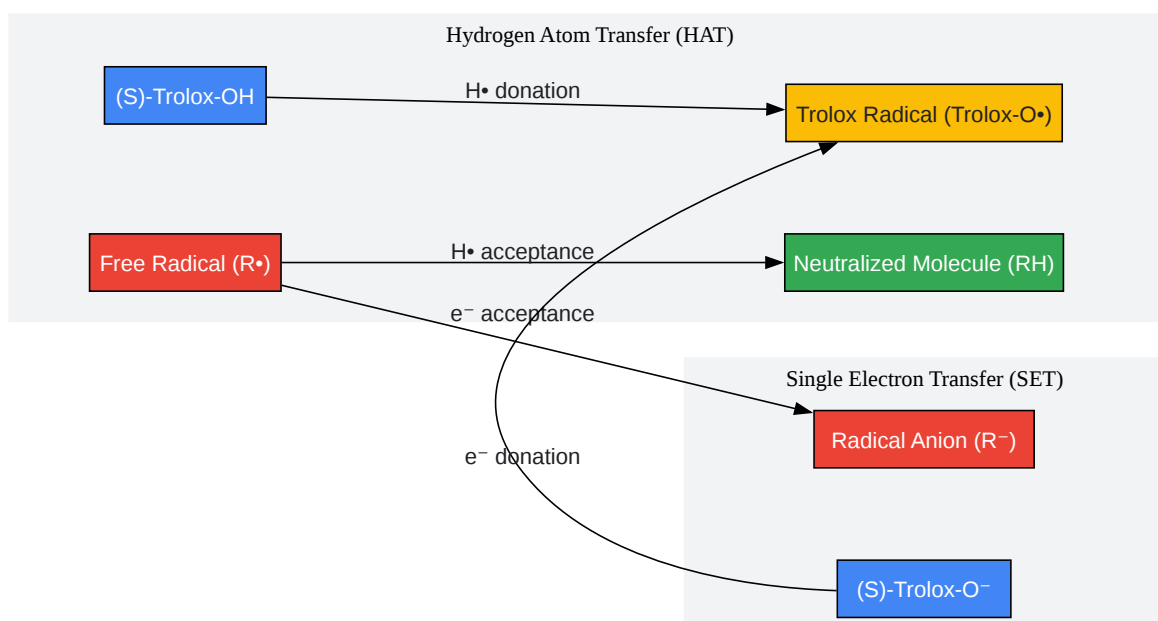 Hydrogen Atom Transfer (HAT)
(S)-Trolox-OH
H• donation
Trolox Radical (Trolox-O•)
Free Radical (R•)
H• acceptance
Neutralized Molecule (RH)
e⁻ acceptance
Single Electron Transfer (SET)
Radical Anion (R⁻)
e⁻ donation
(S)-Trolox-O⁻